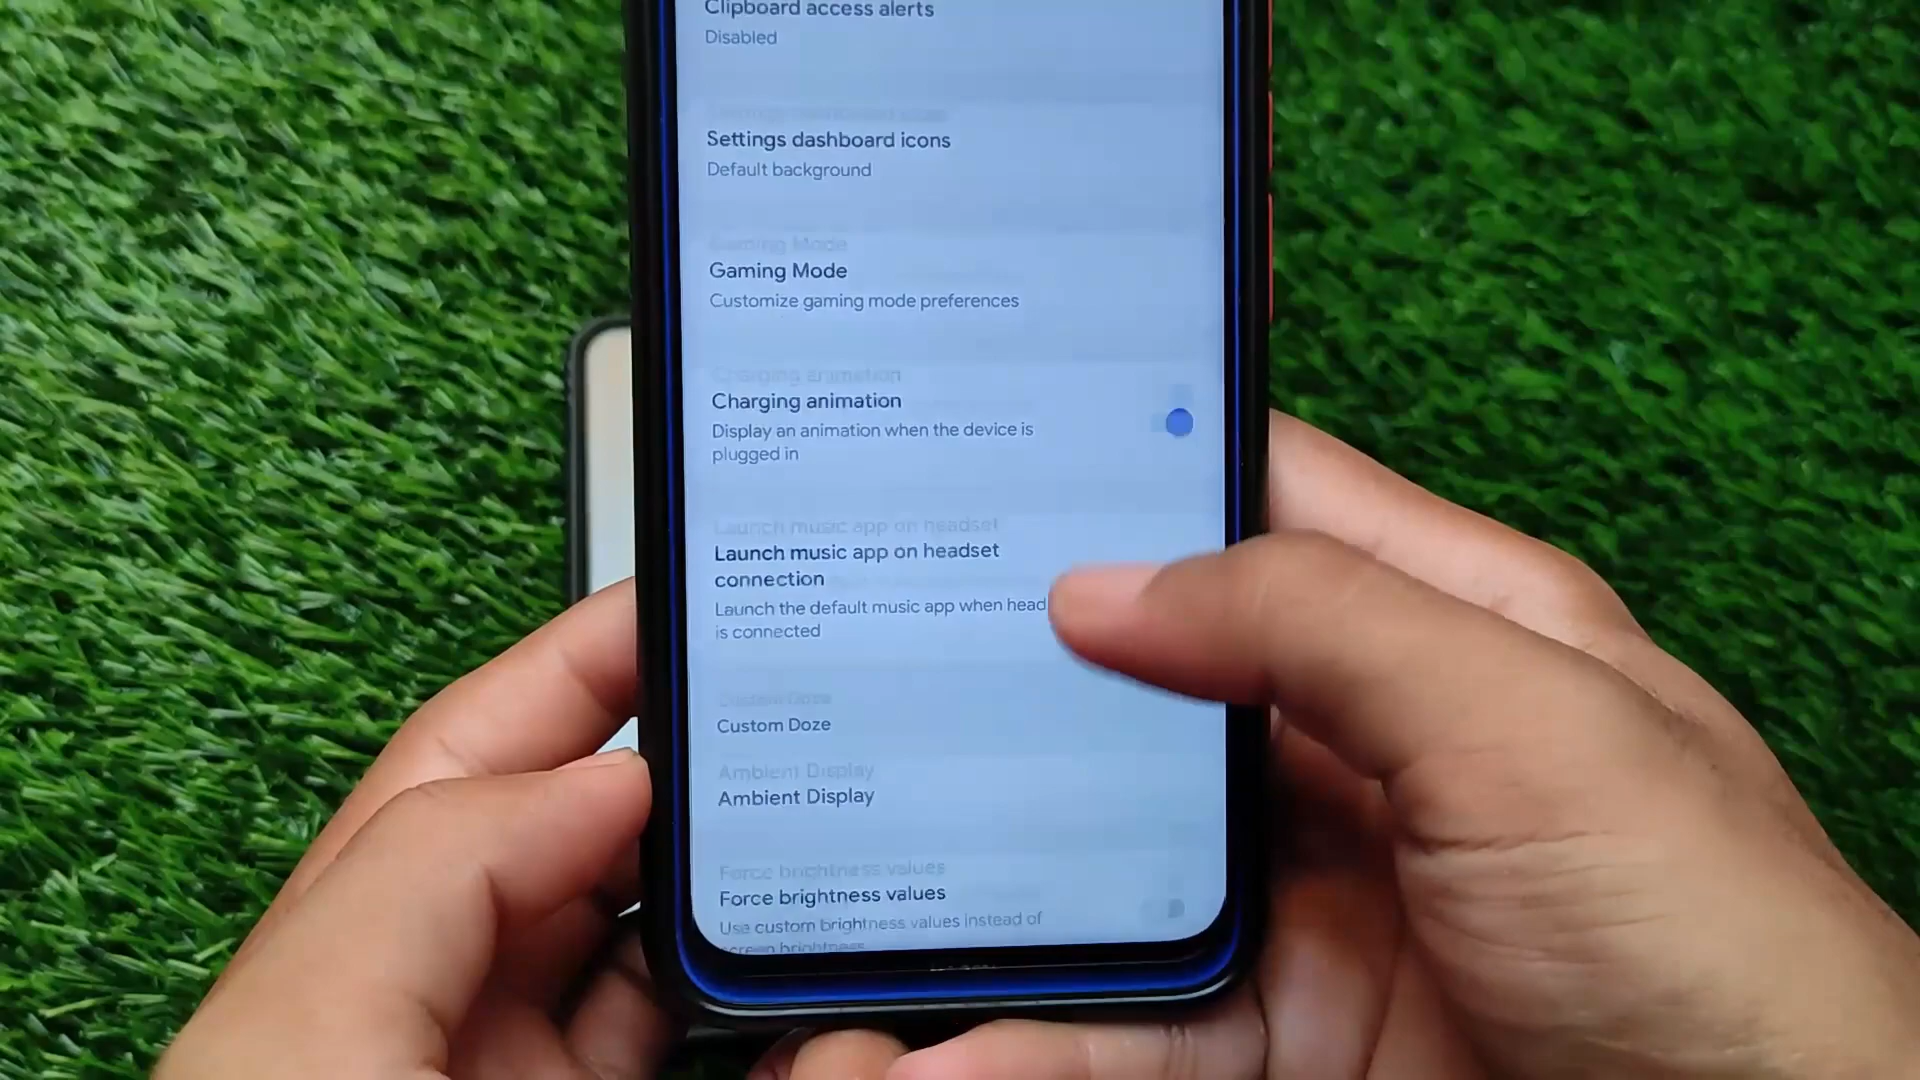 Clipboard access alerts
Disabled
Settings dashboard icons
Default background
Gaming Mode
Customize gaming mode preferences
Charging animation
Display an animation when the device is
plugged in
Launch music app on headset
connection
Launch the default music app when head
is connected
Custom Doze
Ambient Display
Force brightness values
Use custom brightness values instead of
screen brightness